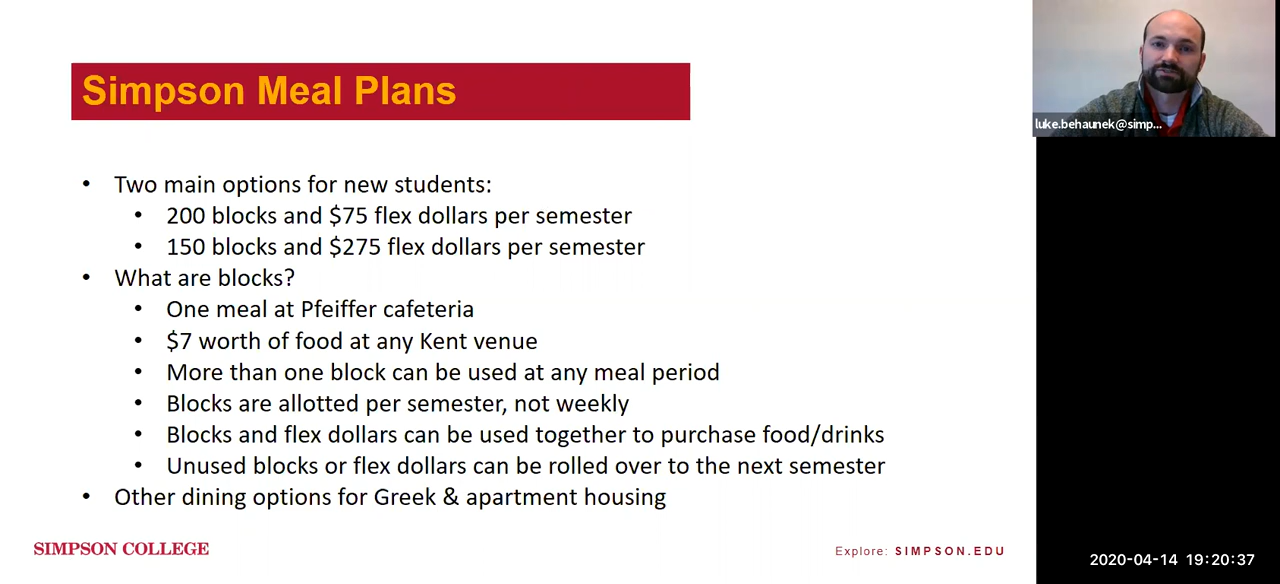 Simpson Meal Plans
luke.behaunek@simp...
• Two main options for new students:
• 200 blocks and $75 flex dollars per semester
• 150 blocks and $275 flex dollars per semester
• What are blocks?
• One meal at Pfeiffer cafeteria
• $7 worth of food at any Kent venue
• More than one block can be used at any meal period
• Blocks are allotted per semester, not weekly
• Blocks and flex dollars can be used together to purchase food/drinks
• Unused blocks or flex dollars can be rolled over to the next semester
• Other dining options for Greek & apartment housing
SIMPSON COLLEGE
Explore: SIMPSON.EDU
2020-04-14 19:20:37